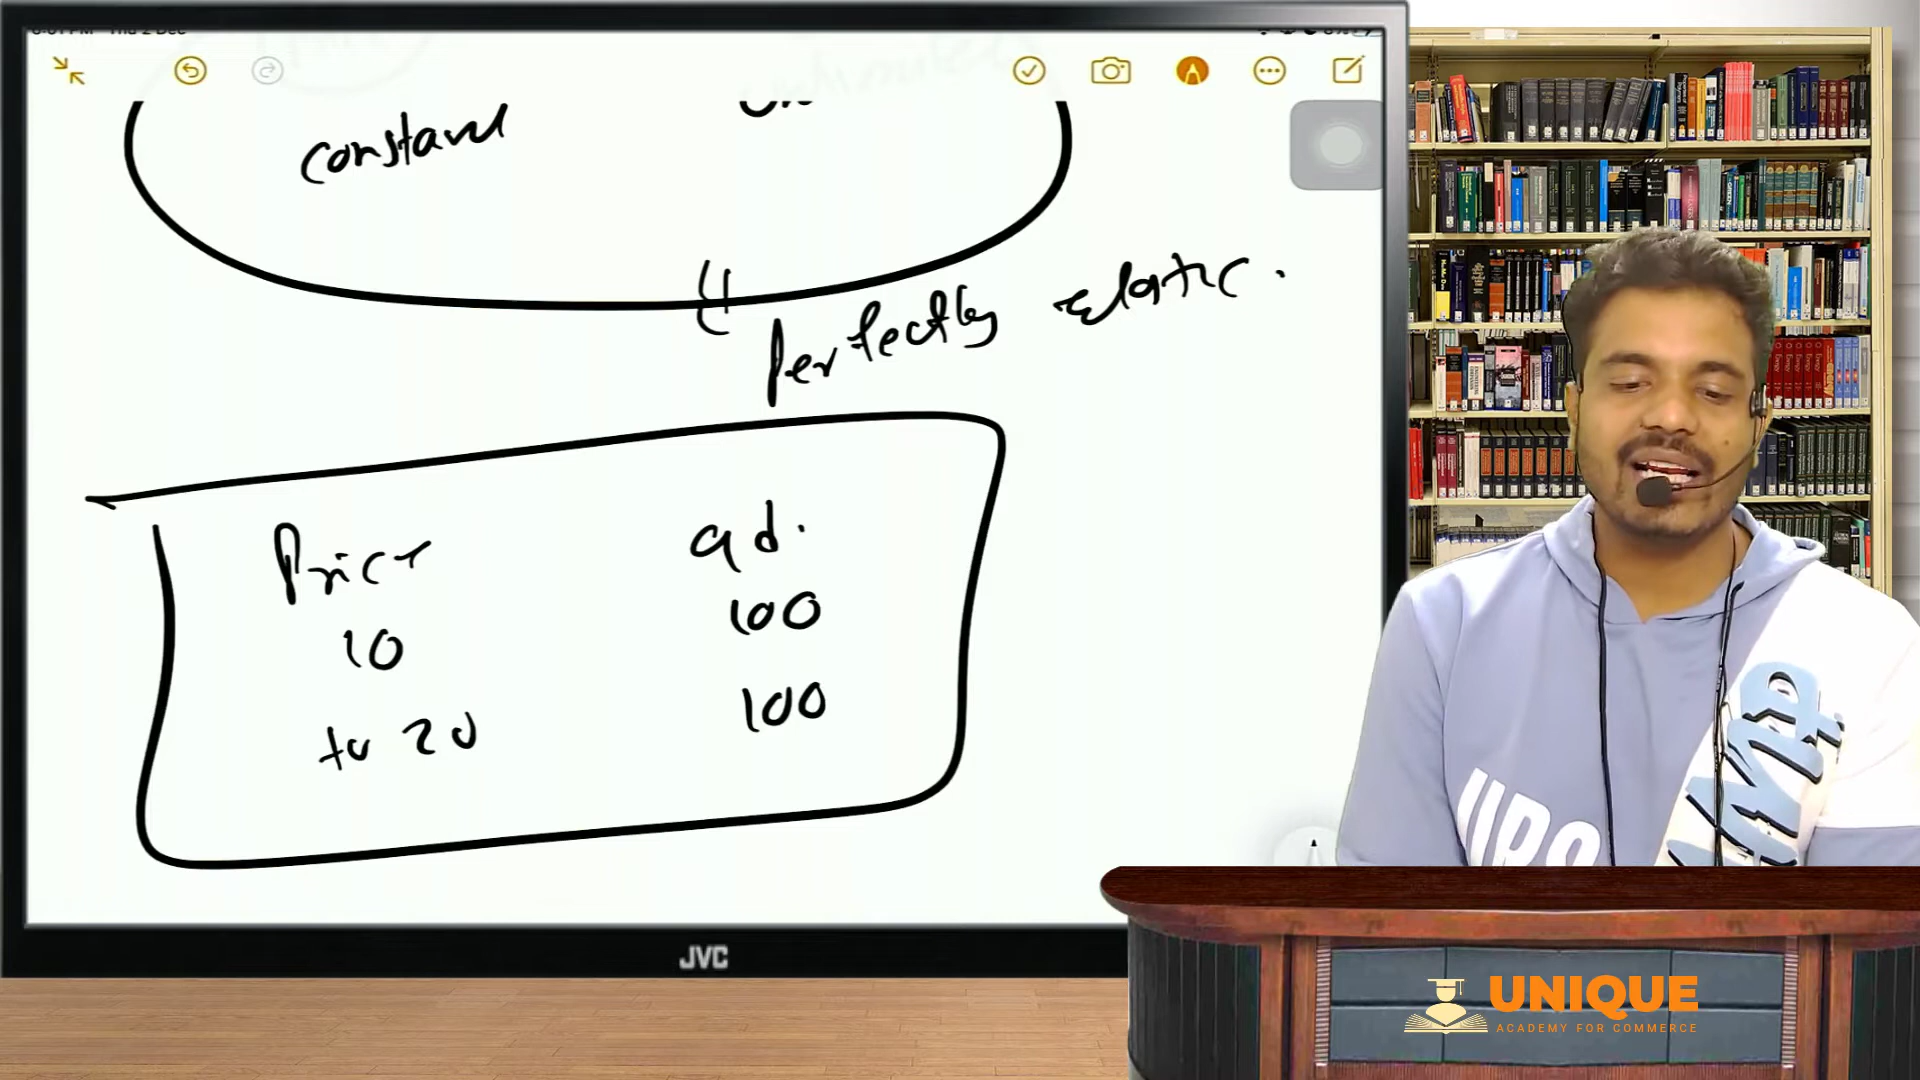 constant
Perfectly elastic.
Price qd.
10 100
to 20 100
JVC
UNIQUE
ACADEMY FOR COMMERCE